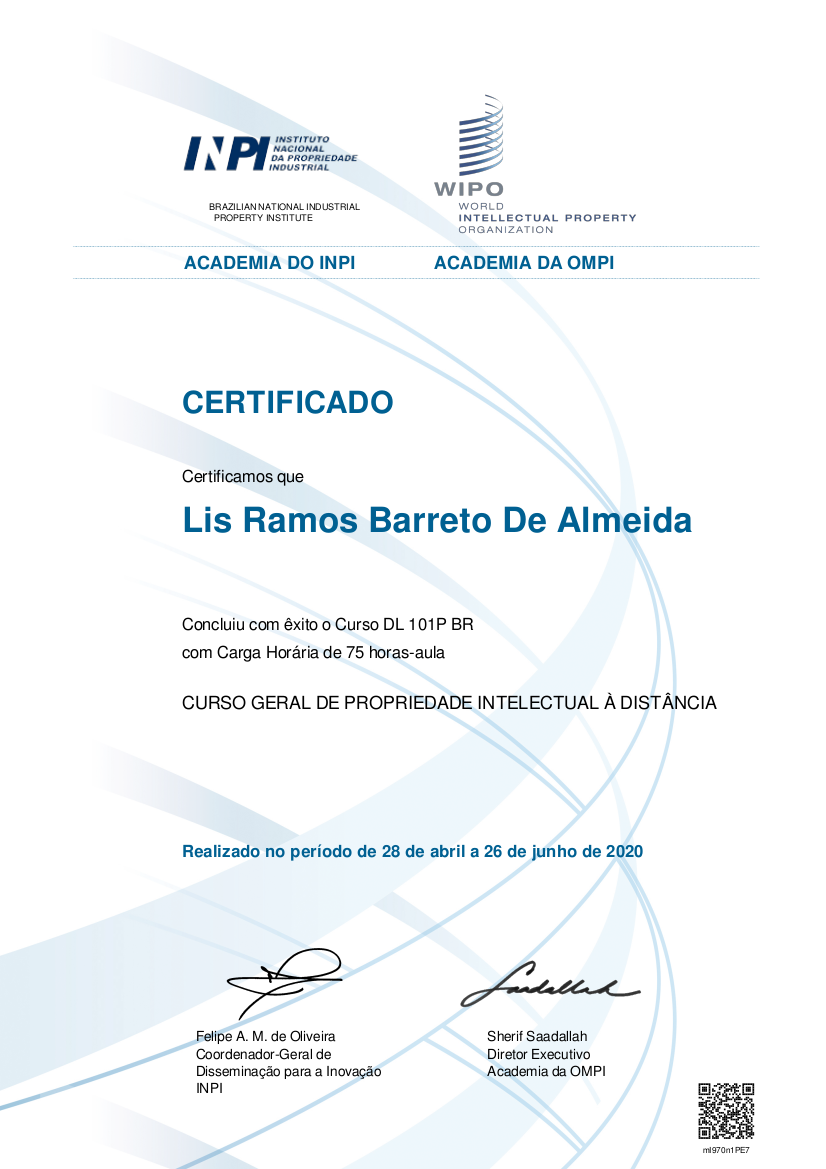 INPI INSTITUTO
NACIONAL
DA PROPRIEDADE
INDUSTRIAL
BRAZILIAN NATIONAL INDUSTRIAL
PROPERTY INSTITUTE
WIPO
WORLD
INTELLECTUAL PROPERTY
ORGANIZATION
ACADEMIA DO INPI
ACADEMIA DA OMPI
CERTIFICADO
Certificamos que
Lis Ramos Barreto De Almeida
Concluiu com êxito o Curso DL 101P BR
com Carga Horária de 75 horas-aula
CURSO GERAL DE PROPRIEDADE INTELECTUAL À DISTÂNCIA
Realizado no período de 28 de abril a 26 de junho de 2020
Saadallah
Felipe A. M. de Oliveira
Coordenador-Geral de
Disseminação para a Inovação
INPI
Sherif Saadallah
Diretor Executivo
Academia da OMPI